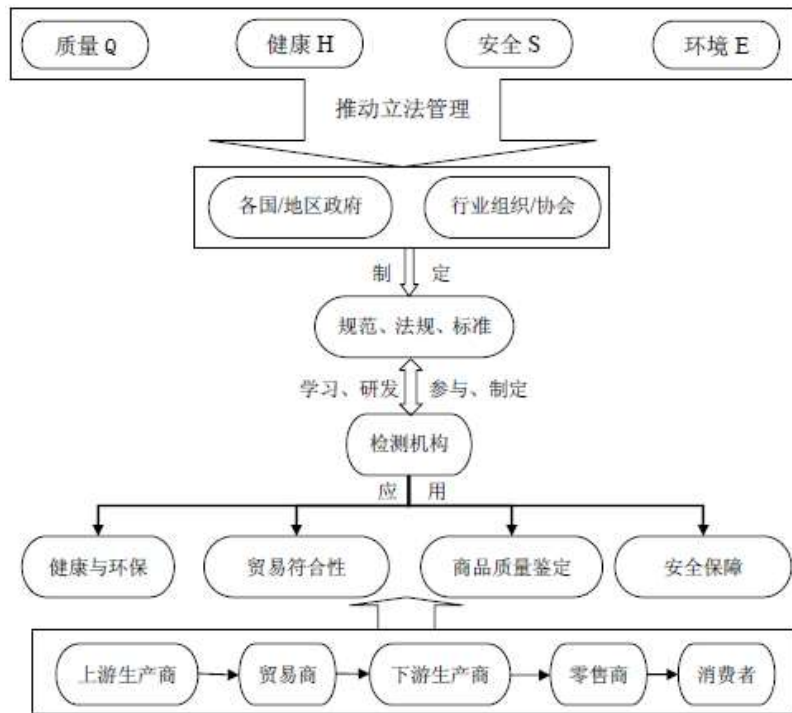 质量 Q 健康 H 安全 S 环境 E
推动立法管理
各国/地区政府 行业组织/协会
制 定
规范、法规、标准
学习、研发 参与、制定
检测机构
应 用
健康与环保 贸易符合性 商品质量鉴定 安全保障
上游生产商 贸易商 下游生产商 零售商 消费者